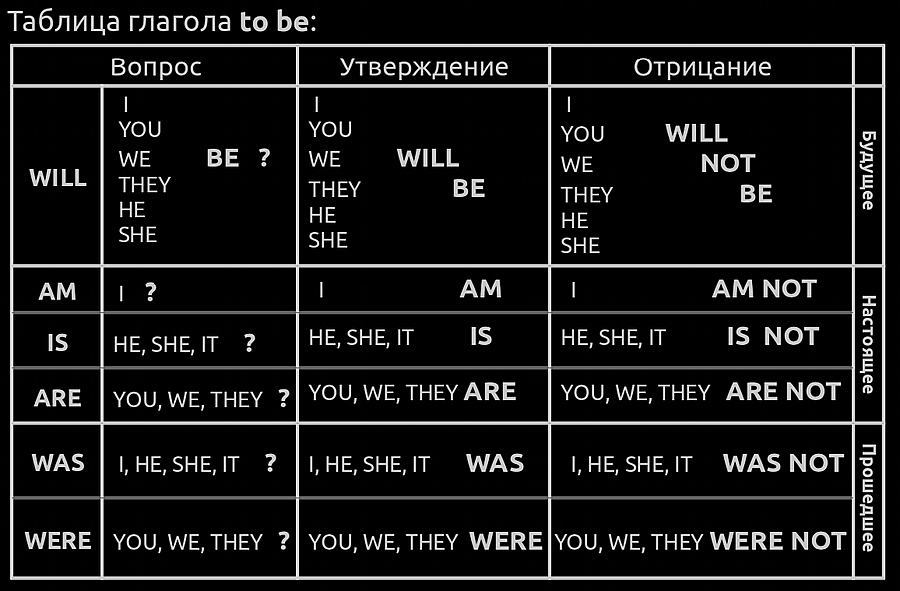 Таблица глагола to be:
Вопрос Утверждение Отрицание
WILL
I
YOU
WE BE ?
THEY
HE
SHE
I
YOU
WE WILL
THEY BE
HE
SHE
I
YOU WILL
WE NOT
THEY BE
HE
SHE
Будущее
AM I ? I AM I AM NOT
IS HE, SHE, IT ? HE, SHE, IT IS HE, SHE, IT IS NOT
ARE YOU, WE, THEY ? YOU, WE, THEY ARE YOU, WE, THEY ARE NOT
Настоящее
WAS I, HE, SHE, IT ? I, HE, SHE, IT WAS I, HE, SHE, IT WAS NOT
WERE YOU, WE, THEY ? YOU, WE, THEY WERE YOU, WE, THEY WERE NOT
Прошедшее